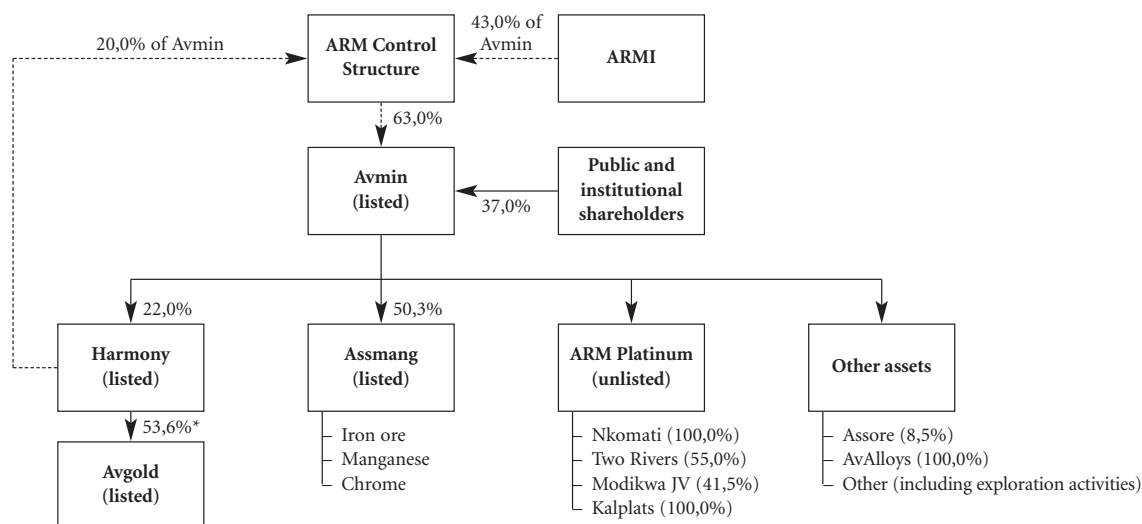 20,0% of Avmin
ARM Control
Structure
43,0% of
Avmin
ARMI
63,0%
Avmin
(listed)
37,0%
Public and
institutional
shareholders
22,0%
50,3%
Harmony
(listed)
Assmang
(listed)
ARM Platinum
(unlisted)
Other assets
53,6%*
Avgold
(listed)
Iron ore
Manganese
Chrome
Nkomati (100,0%)
Two Rivers (55,0%)
Modikwa JV (41,5%)
Kalplats (100,0%)
Assore (8,5%)
AvAlloys (100,0%)
Other (including exploration activities)